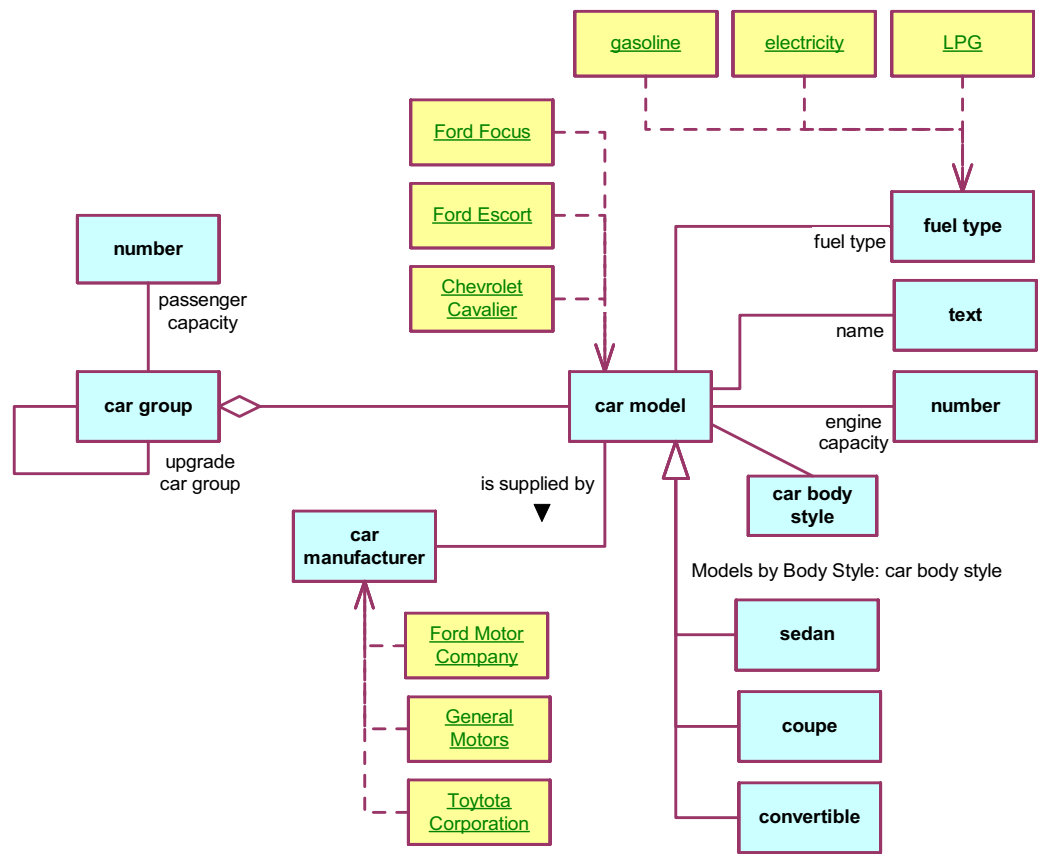 gasoline
electricity
LPG
Ford Focus
Ford Escort
Chevrolet
Cavalier
number
passenger
capacity
car group
upgrade
car group
car model
fuel type
fuel type
text
name
number
engine
capacity
car body
style
is supplied by
car
manufacturer
Models by Body Style: car body style
Ford Motor
Company
General
Motors
Toytota
Corporation
sedan
coupe
convertible